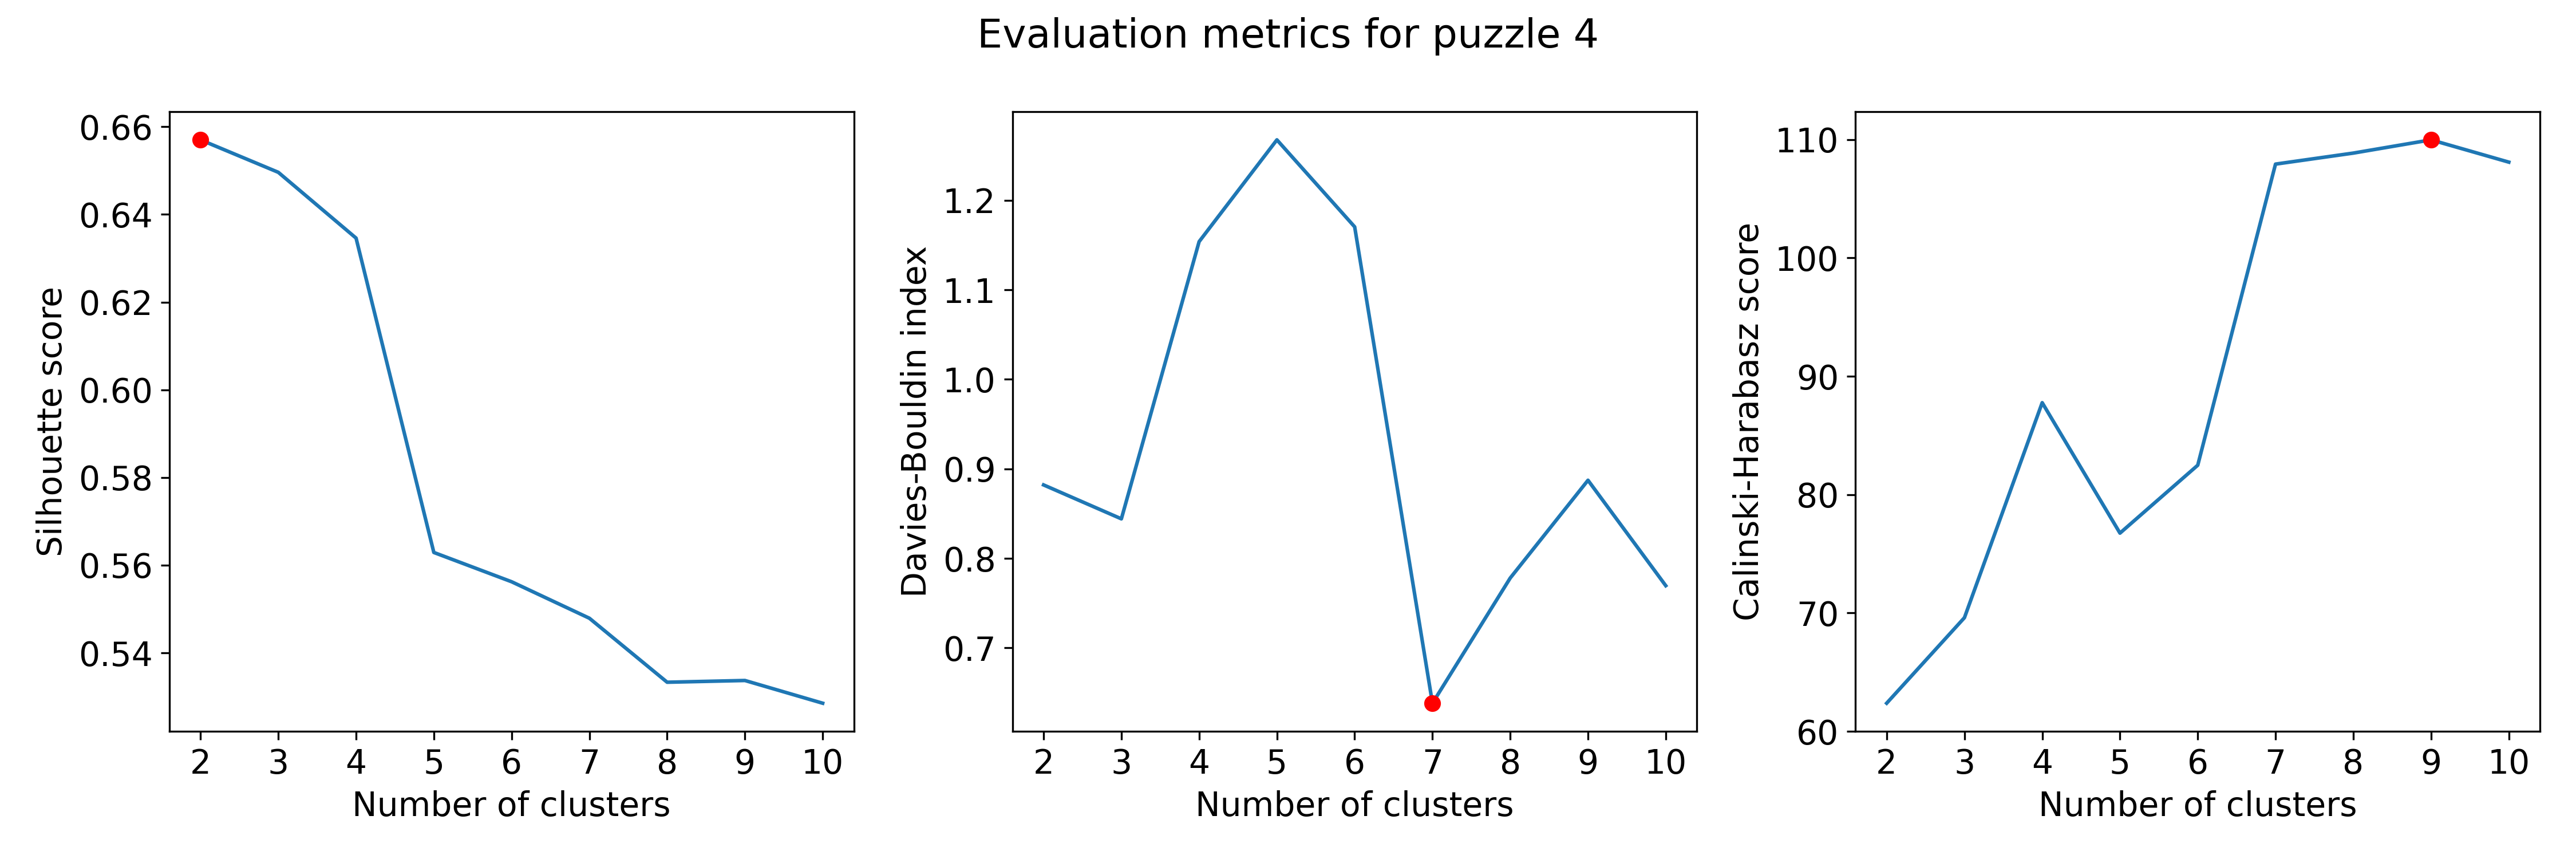 Evaluation metrics for puzzle 4
Silhouette score
0.66
0.64
0.62
0.60
0.58
0.56
0.54
2 3 4 5 6 7 8 9 10
Number of clusters
Davies-Bouldin index
1.2
1.1
1.0
0.9
0.8
0.7
2 3 4 5 6 7 8 9 10
Number of clusters
Calinski-Harabasz score
110
100
90
80
70
60
2 3 4 5 6 7 8 9 10
Number of clusters